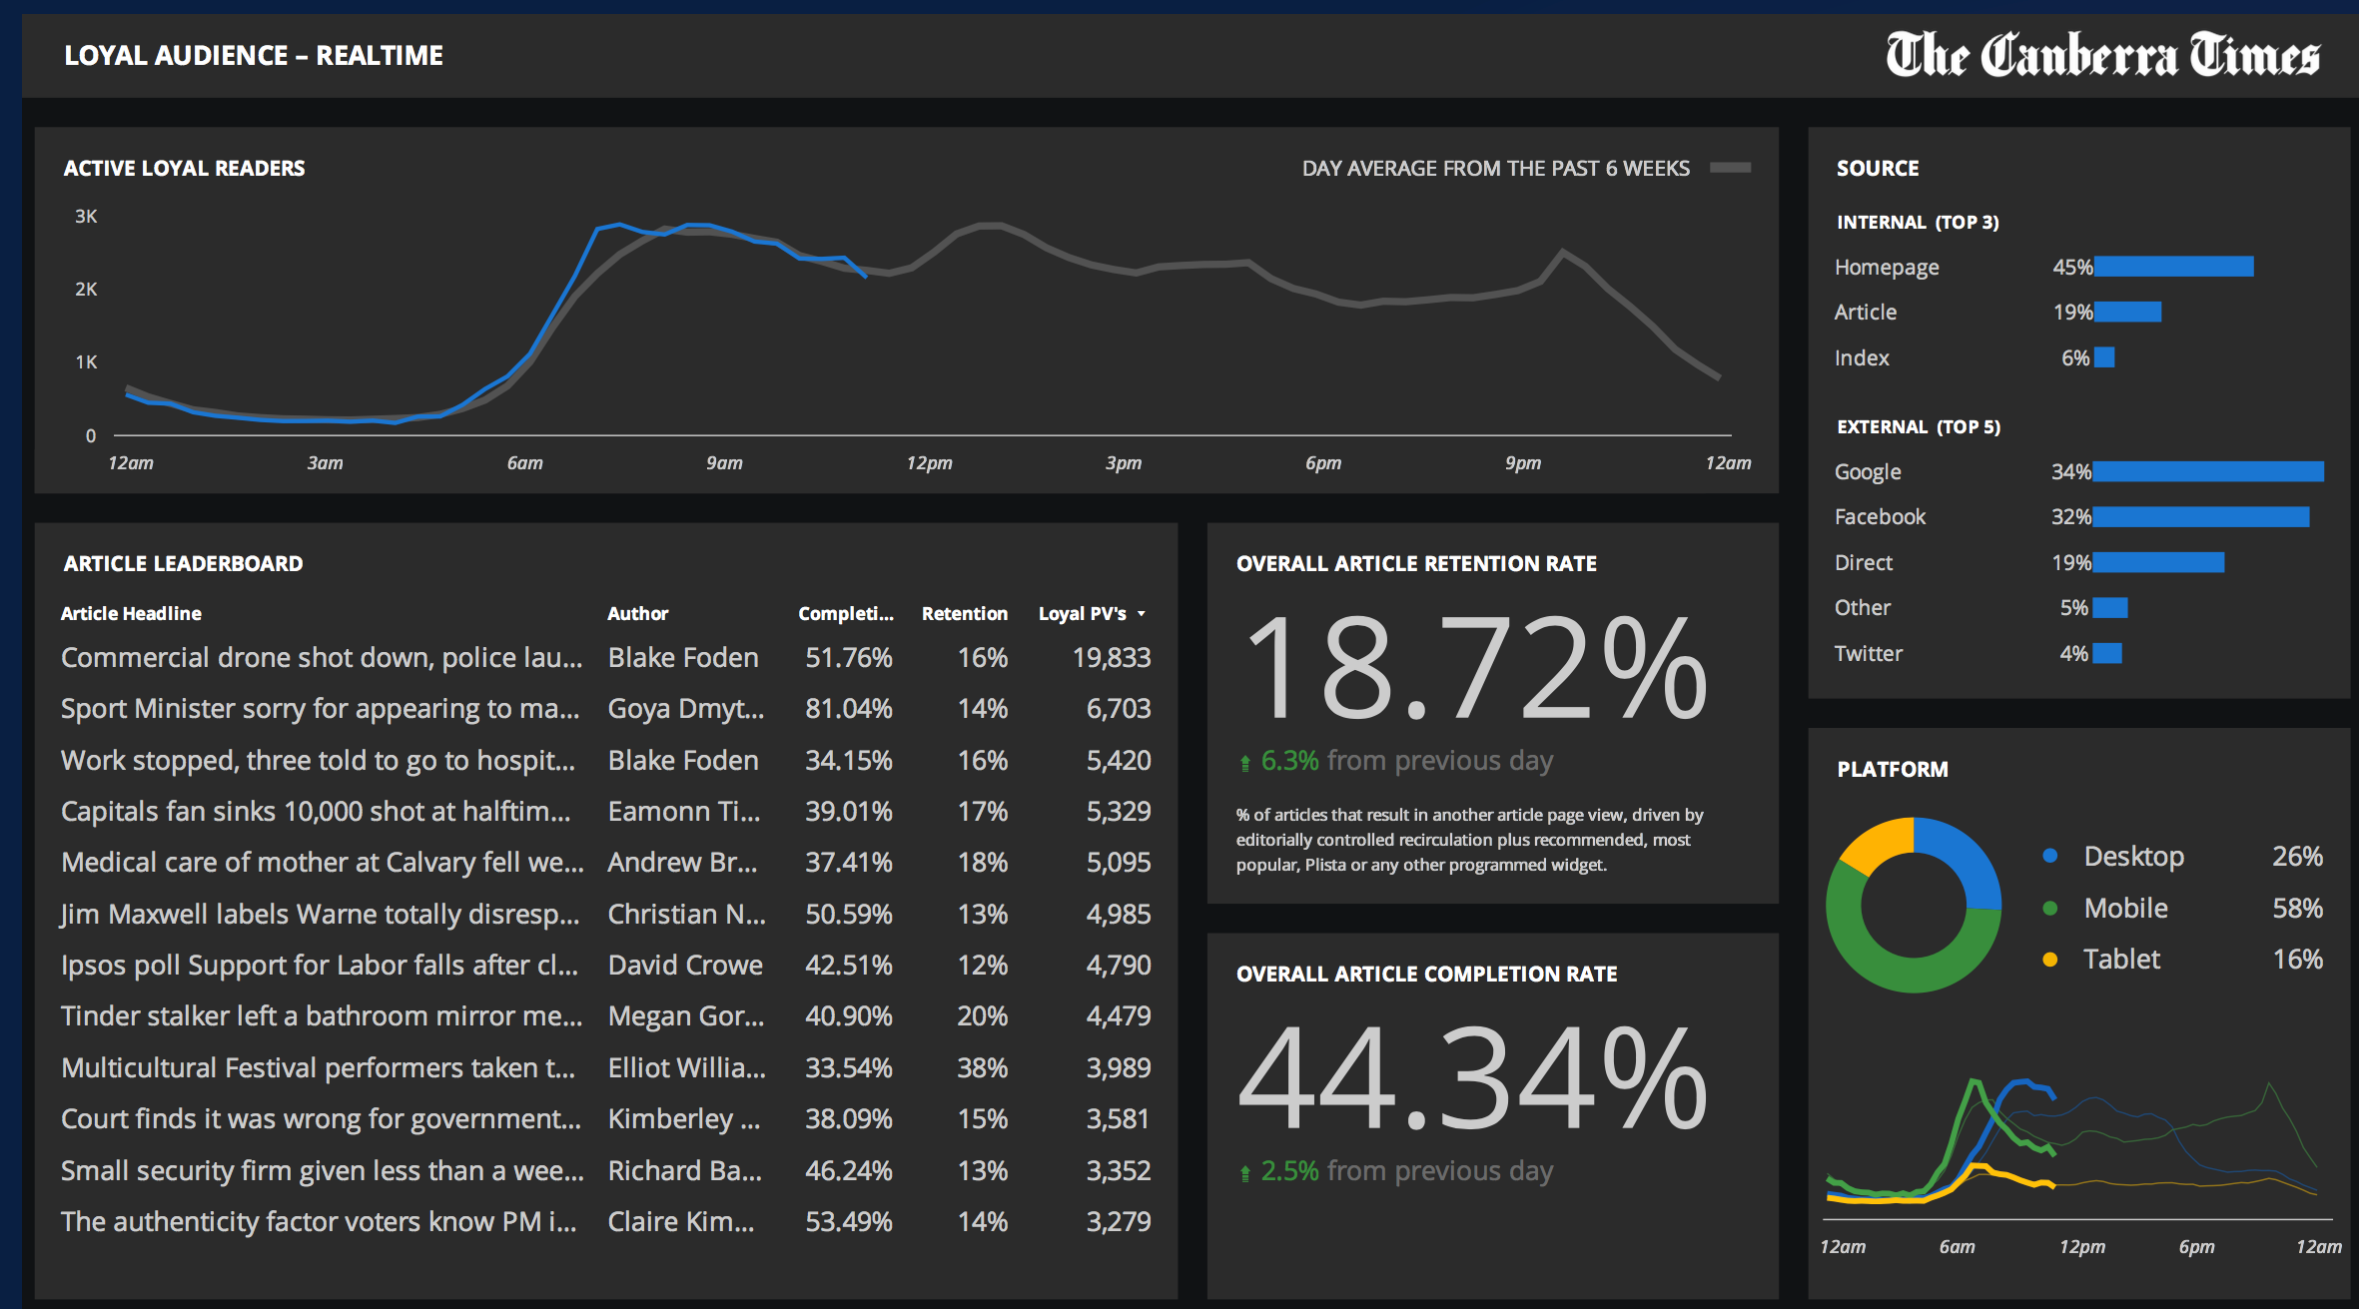 LOYAL AUDIENCE – REALTIME
The Canberra Times
ACTIVE LOYAL READERS
DAY AVERAGE FROM THE PAST 6 WEEKS
3K
2K
1K
0
12am 3am 6am 9am 12pm 3pm 6pm 9pm 12am
ARTICLE LEADERBOARD
Article Headline Author Completi... Retention Loyal PV's
Commercial drone shot down, police lau... Blake Foden 51.76% 16% 19,833
Sport Minister sorry for appearing to ma... Goya Dmyt... 81.04% 14% 6,703
Work stopped, three told to go to hospit... Blake Foden 34.15% 16% 5,420
Capitals fan sinks 10,000 shot at halftim... Eamonn Ti... 39.01% 17% 5,329
Medical care of mother at Calvary fell we... Andrew Br... 37.41% 18% 5,095
Jim Maxwell labels Warne totally disresp... Christian N... 50.59% 13% 4,985
Ipsos poll Support for Labor falls after cl... David Crowe 42.51% 12% 4,790
Tinder stalker left a bathroom mirror me... Megan Gor... 40.90% 20% 4,479
Multicultural Festival performers taken t... Elliot Willia... 33.54% 38% 3,989
Court finds it was wrong for government... Kimberley ... 38.09% 15% 3,581
Small security firm given less than a wee... Richard Ba... 46.24% 13% 3,352
The authenticity factor voters know PM i... Claire Kim... 53.49% 14% 3,279
OVERALL ARTICLE RETENTION RATE
18.72%
6.3% from previous day
% of articles that result in another article page view, driven by
editorially controlled recirculation plus recommended, most
popular, Plista or any other programmed widget.
OVERALL ARTICLE COMPLETION RATE
44.34%
2.5% from previous day
SOURCE
INTERNAL (TOP 3)
Homepage 45%
Article 19%
Index 6%
EXTERNAL (TOP 5)
Google 34%
Facebook 32%
Direct 19%
Other 5%
Twitter 4%
PLATFORM
Desktop 26%
Mobile 58%
Tablet 16%
12am 6am 12pm 6pm 12am